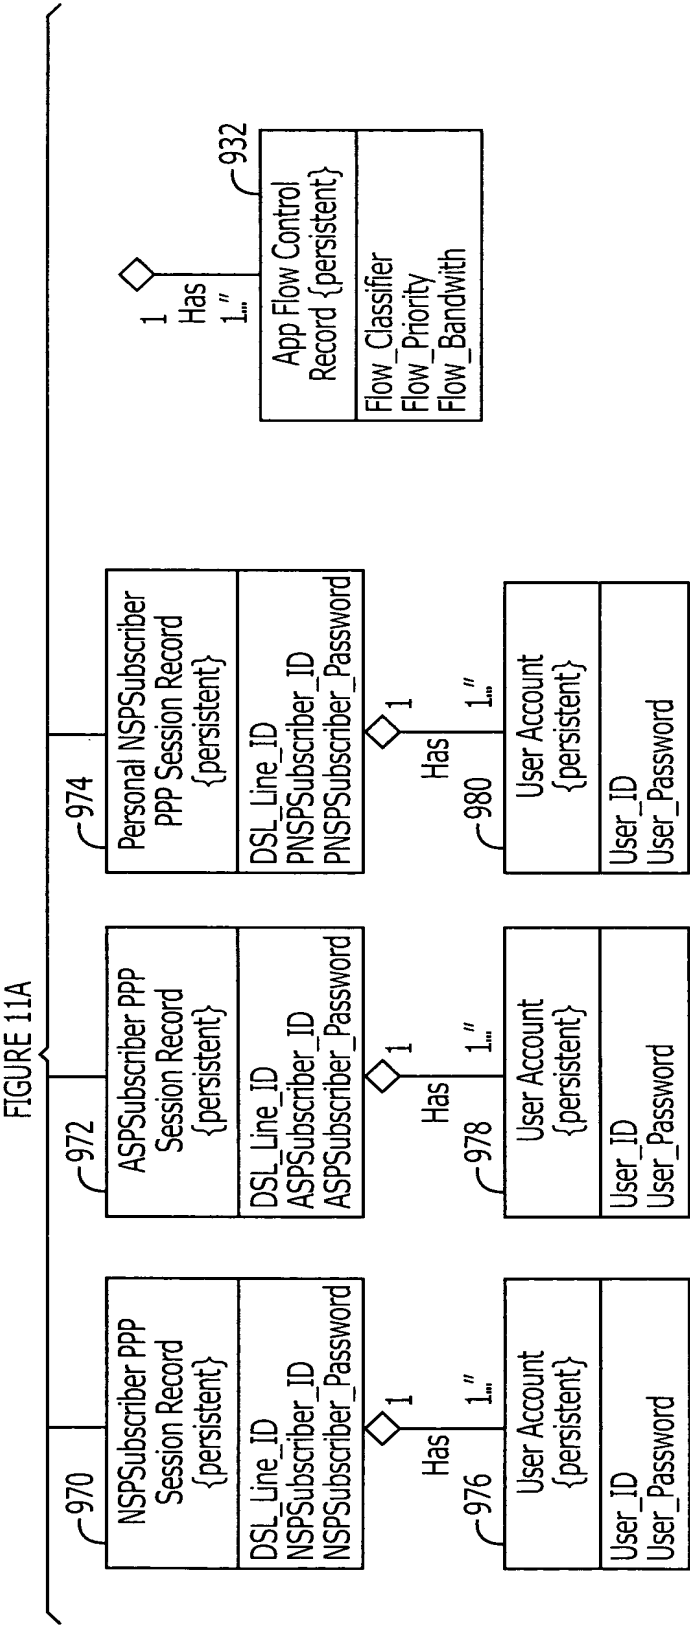 FIGURE 11A
970
NSPSubscriber PPP
Session Record
{persistent}
DSL_Line_ID
NSPSubscriber_ID
NSPSubscriber_Password
1
Has
1..."
976
User Account
{persistent}
User_ID
User_Password
972
ASPSubscriber PPP
Session Record
{persistent}
DSL_Line_ID
ASPSubscriber_ID
ASPSubscriber_Password
1
Has
1..."
978
User Account
{persistent}
User_ID
User_Password
974
Personal NSPSubscriber
PPP Session Record
{persistent}
DSL_Line_ID
PNSPSubscriber_ID
PNSPSubscriber_Password
1
Has
1..."
980
User Account
{persistent}
User_ID
User_Password
1
Has
1..."
932
App Flow Control
Record {persistent}
Flow_Classifier
Flow_Priority
Flow_Bandwith